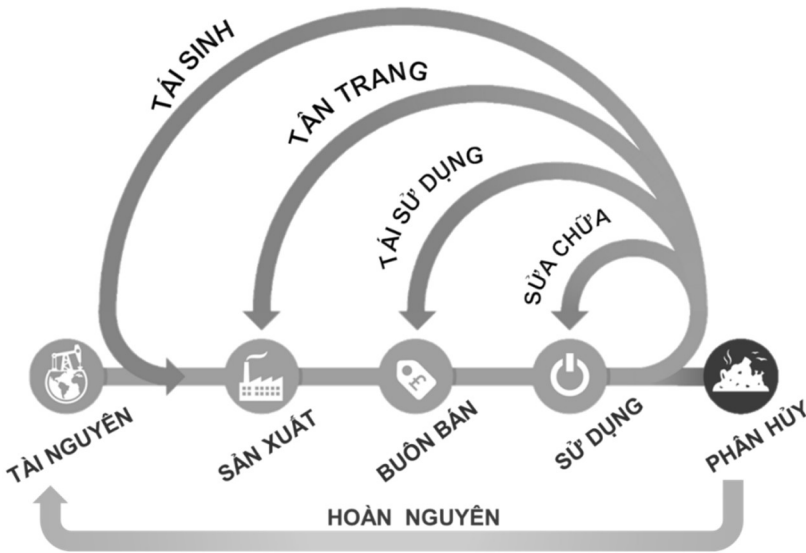 TÁI SINH
TÂN TRANG
TÁI SỬ DỤNG
SỬA CHỮA
TÀI NGUYÊN
SẢN XUẤT
BUÔN BÁN
SỬ DỤNG
PHÂN HỦY
HOÀN NGUYÊN